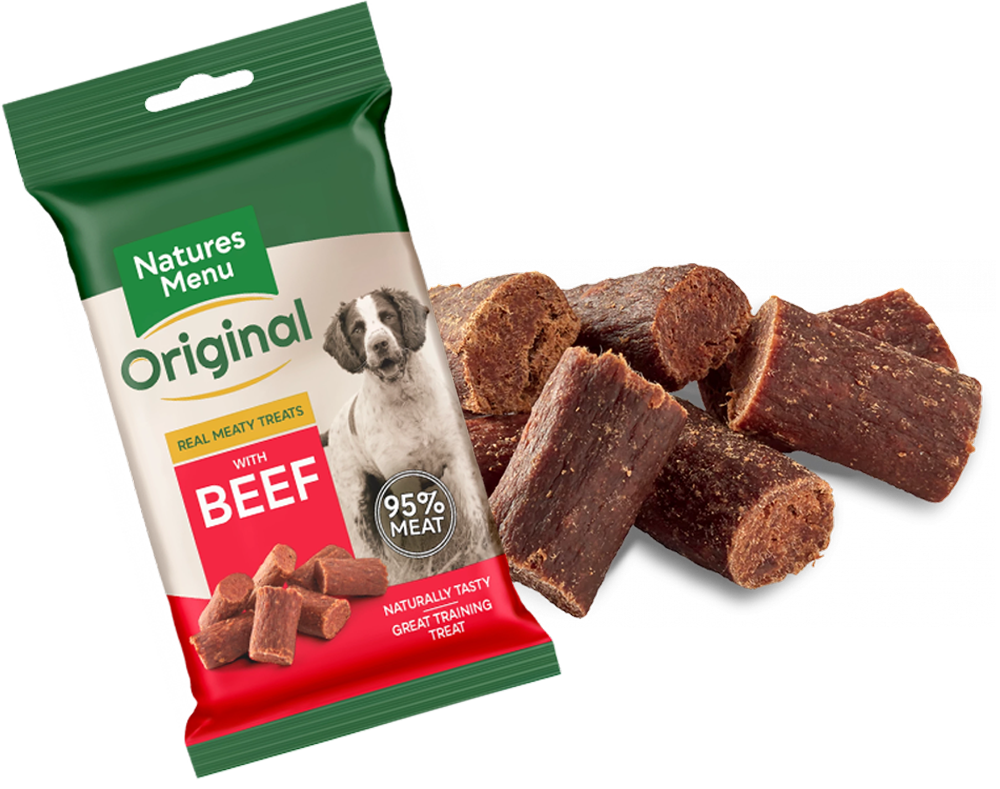 Natures
Menu
Original
REAL MEATY TREATS
WITH
BEEF
95%
MEAT
NATURALLY TASTY
GREAT TRAINING
TREAT